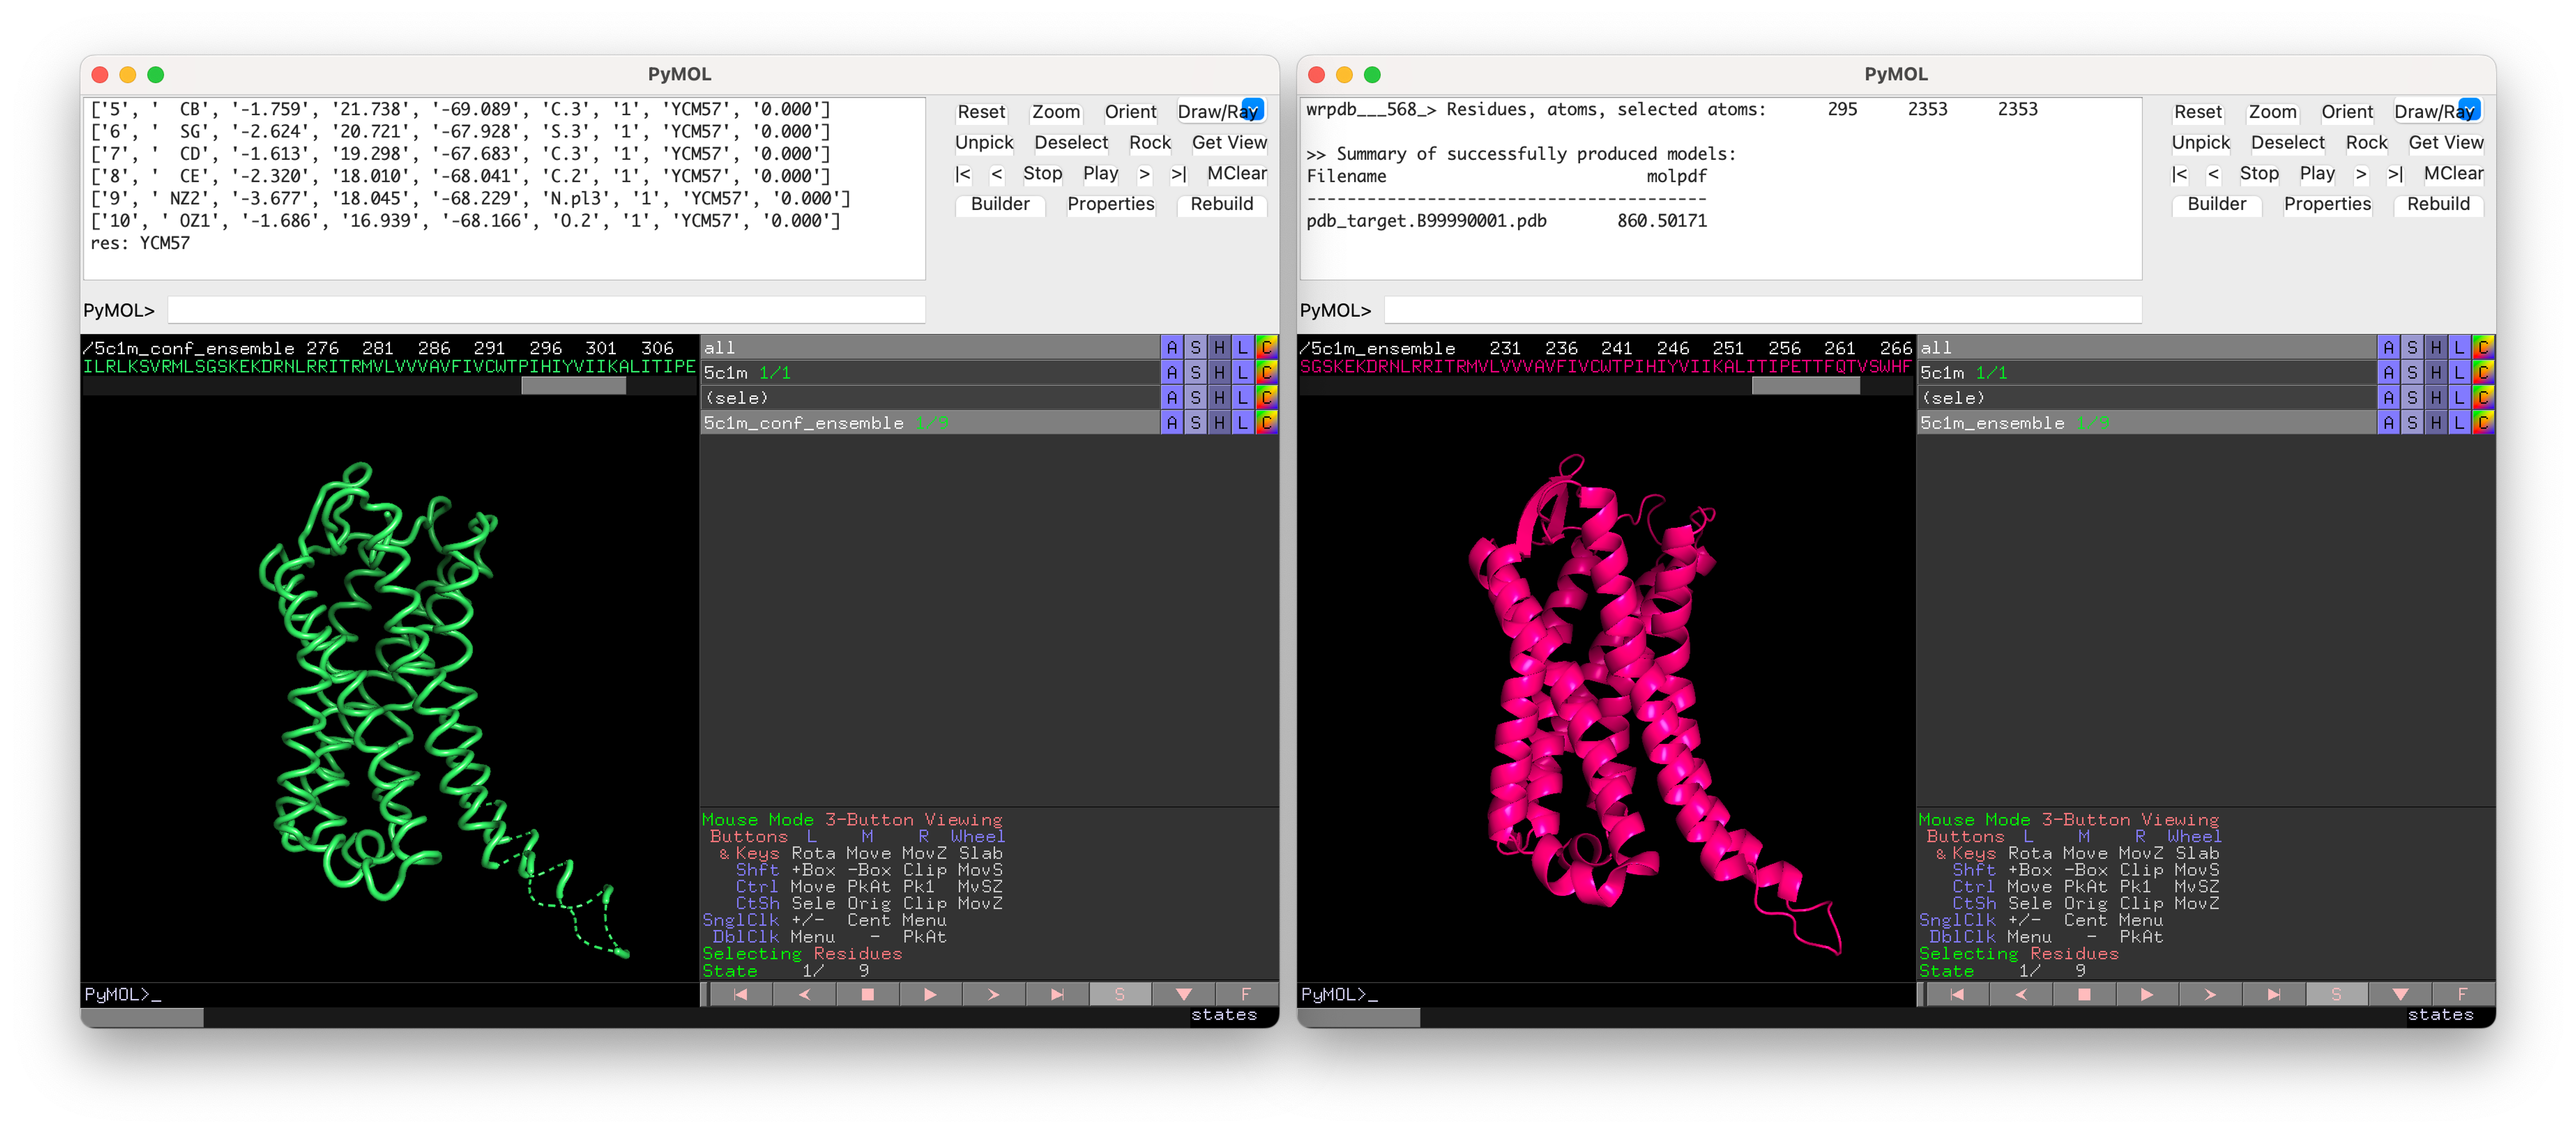 PyMOL
['5', '  CB', '-1.759', '21.738', '-69.089', 'C.3', '1', 'YCM57', '0.000']
['6', '  SG', '-2.624', '20.721', '-67.928', 'S.3', '1', 'YCM57', '0.000']
['7', '  CD', '-1.613', '19.298', '-67.683', 'C.3', '1', 'YCM57', '0.000']
['8', '  CE', '-2.320', '18.010', '-68.041', 'C.2', '1', 'YCM57', '0.000']
['9', ' NZ2', '-3.677', '18.045', '-68.229', 'N.pl3', '1', 'YCM57', '0.000']
['10', ' OZ1', '-1.686', '16.939', '-68.166', 'O.2', '1', 'YCM57', '0.000']
res: YCM57
PyMOL>
Reset Zoom Orient Draw/Ray
Unpick Deselect Rock Get View
|< < Stop Play > >| MClear
Builder Properties Rebuild
/5c1m_conf_ensemble 276 281 286 291 296 301 306
ILRLKSVRMLSGSKEKDRNLRRITRMVLVVVAVFIVCWTPIHIYVIIKALITIPE
all A S H L C
5c1m 1/1 A S H L C
(sele) A S H L C
5c1m_conf_ensemble 1/9 A S H L C
Mouse Mode 3-Button Viewing
Buttons L M R Wheel
& Keys Rota Move MovZ Slab
Shft +Box -Box Clip MovS
Ctrl Move PkAt Pk1 MvSZ
CtSh Sele Orig Clip MovZ
SnglClk +/- Cent Menu
DblClk Menu - PkAt
Selecting Residues
State 1/ 9
PyMOL>_
S F
states
PyMOL
wrpdb___568_> Residues, atoms, selected atoms: 295 2353 2353
>> Summary of successfully produced models:
Filename molpdf
----------------------------------------
pdb_target.B99990001.pdb 860.50171
PyMOL>
Reset Zoom Orient Draw/Ray
Unpick Deselect Rock Get View
|< < Stop Play > >| MClear
Builder Properties Rebuild
/5c1m_ensemble 231 236 241 246 251 256 261 266
SGSKEKDRNLRRITRMVLVVVAVFIVCWTPIHIYVIIKALITIPETTFQTVSWHF
all A S H L C
5c1m 1/1 A S H L C
(sele) A S H L C
5c1m_ensemble 1/9 A S H L C
Mouse Mode 3-Button Viewing
Buttons L M R Wheel
& Keys Rota Move MovZ Slab
Shft +Box -Box Clip MovS
Ctrl Move PkAt Pk1 MvSZ
CtSh Sele Orig Clip MovZ
SnglClk +/- Cent Menu
DblClk Menu - PkAt
Selecting Residues
State 1/ 9
PyMOL>_
S F
states